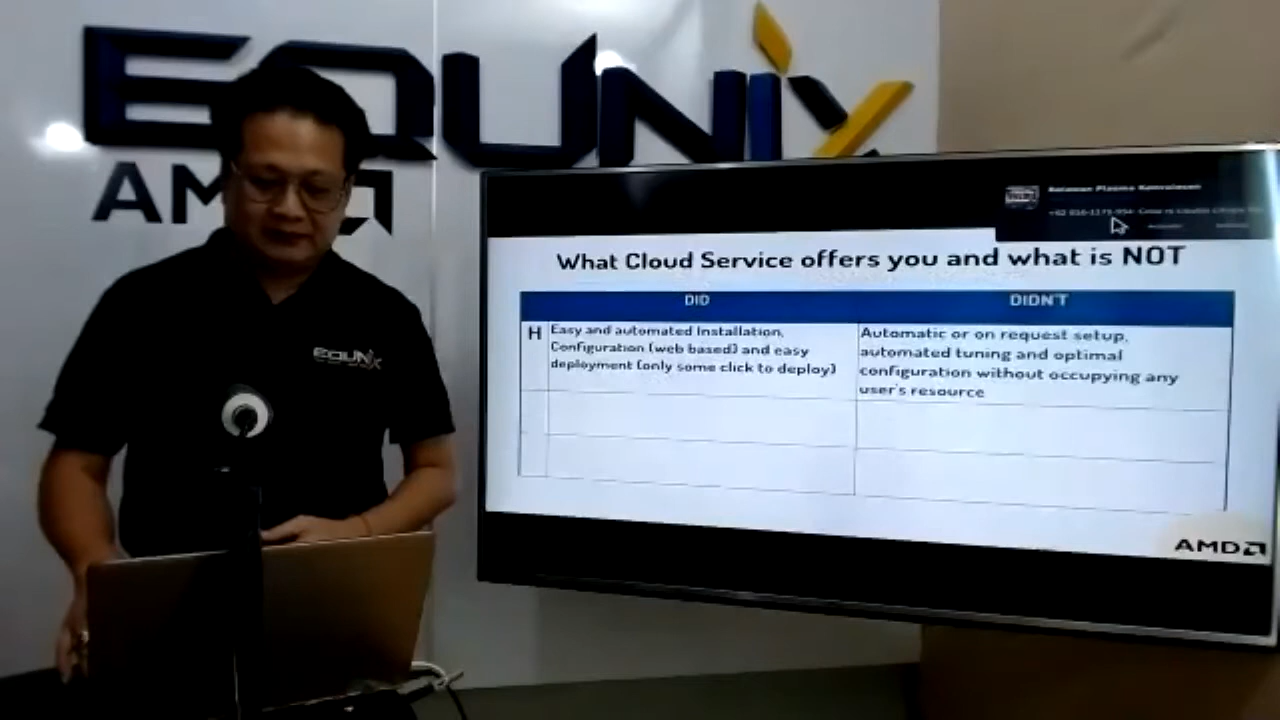 EQUNIX
AMD
EQUNIX
What Cloud Service offers you and what is NOT
DID
DIDN'T
H
Easy and automated Installation,
Configuration (web based) and easy
deployment (only some click to deploy)
Automatic or on request setup,
automated tuning and optimal
configuration without occupying any
user's resource
AMD